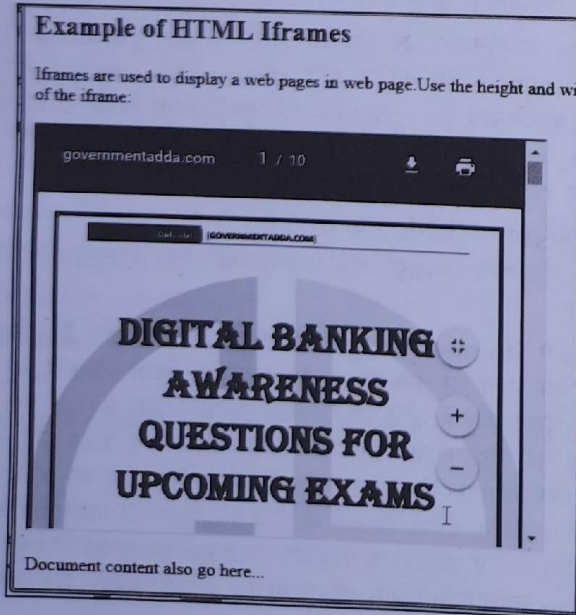 Example of HTML Iframes
Iframes are used to display a web pages in web page.Use the height and wi
of the iframe:
governmentadda.com 1 / 10
[GOVERNMENTADDA.COM]
DIGITAL BANKING
AWARENESS
QUESTIONS FOR
UPCOMING EXAMS
Document content also go here...